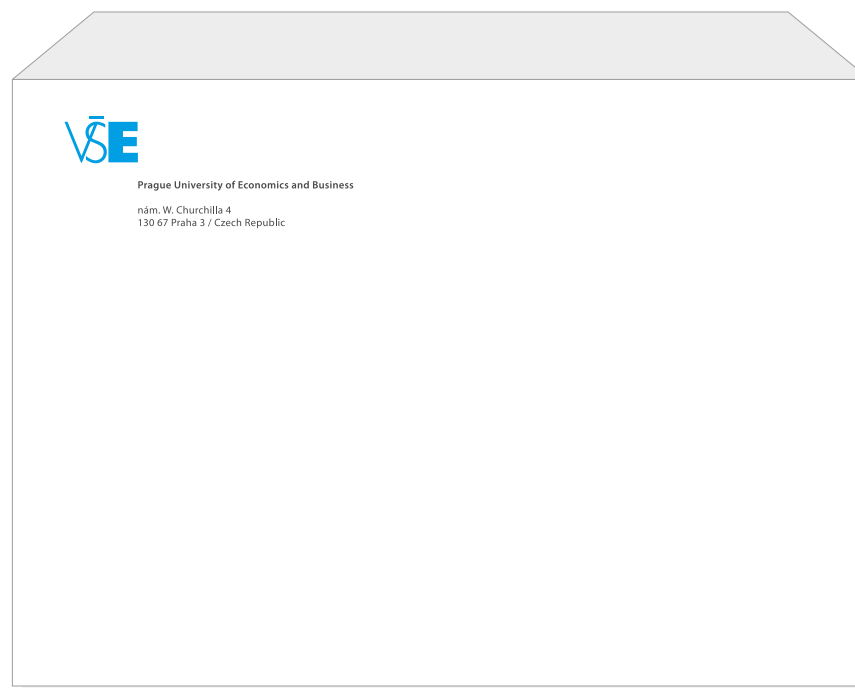 VŠE
Prague University of Economics and Business
nám. W. Churchilla 4
130 67 Praha 3 / Czech Republic